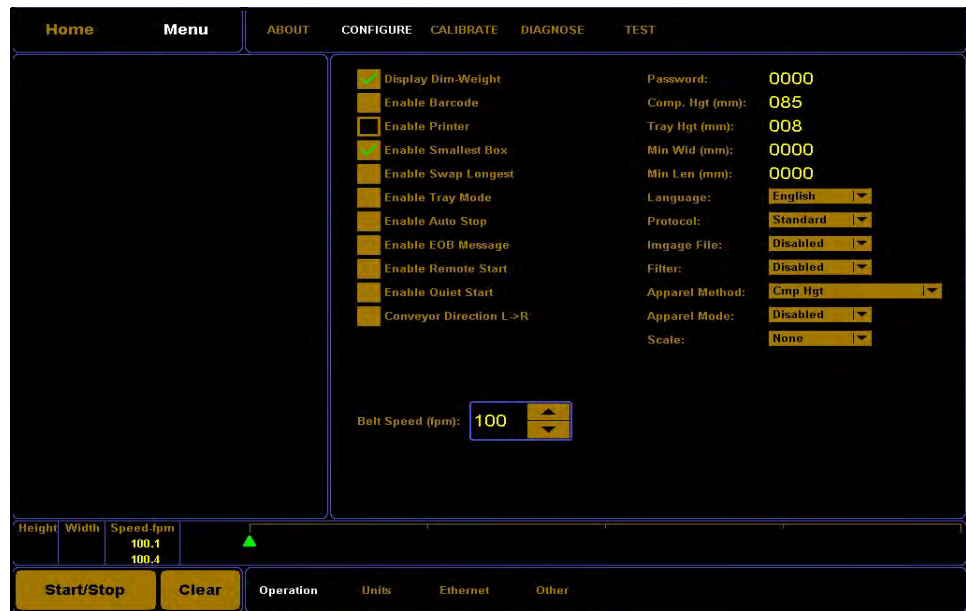 Home Menu ABOUT CONFIGURE CALIBRATE DIAGNOSE TEST
Display Dim-Weight Password: 0000
Enable Barcode Comp. Hgt (mm): 085
Enable Printer Tray Hgt (mm): 008
Enable Smallest Box Min Wid (mm): 0000
Enable Swap Longest Min Len (mm): 0000
Enable Tray Mode Language: English
Enable Auto Stop Protocol: Standard
Enable EOB Message Imgage File: Disabled
Enable Remote Start Filter: Disabled
Enable Quiet Start Apparel Method: Cmp Hgt
Conveyor Direction L->R Apparel Mode: Disabled
Scale: None
Belt Speed (fpm): 100
Height Width Speed-fpm
100.1
100.4
Start/Stop Clear Operation Units Ethernet Other